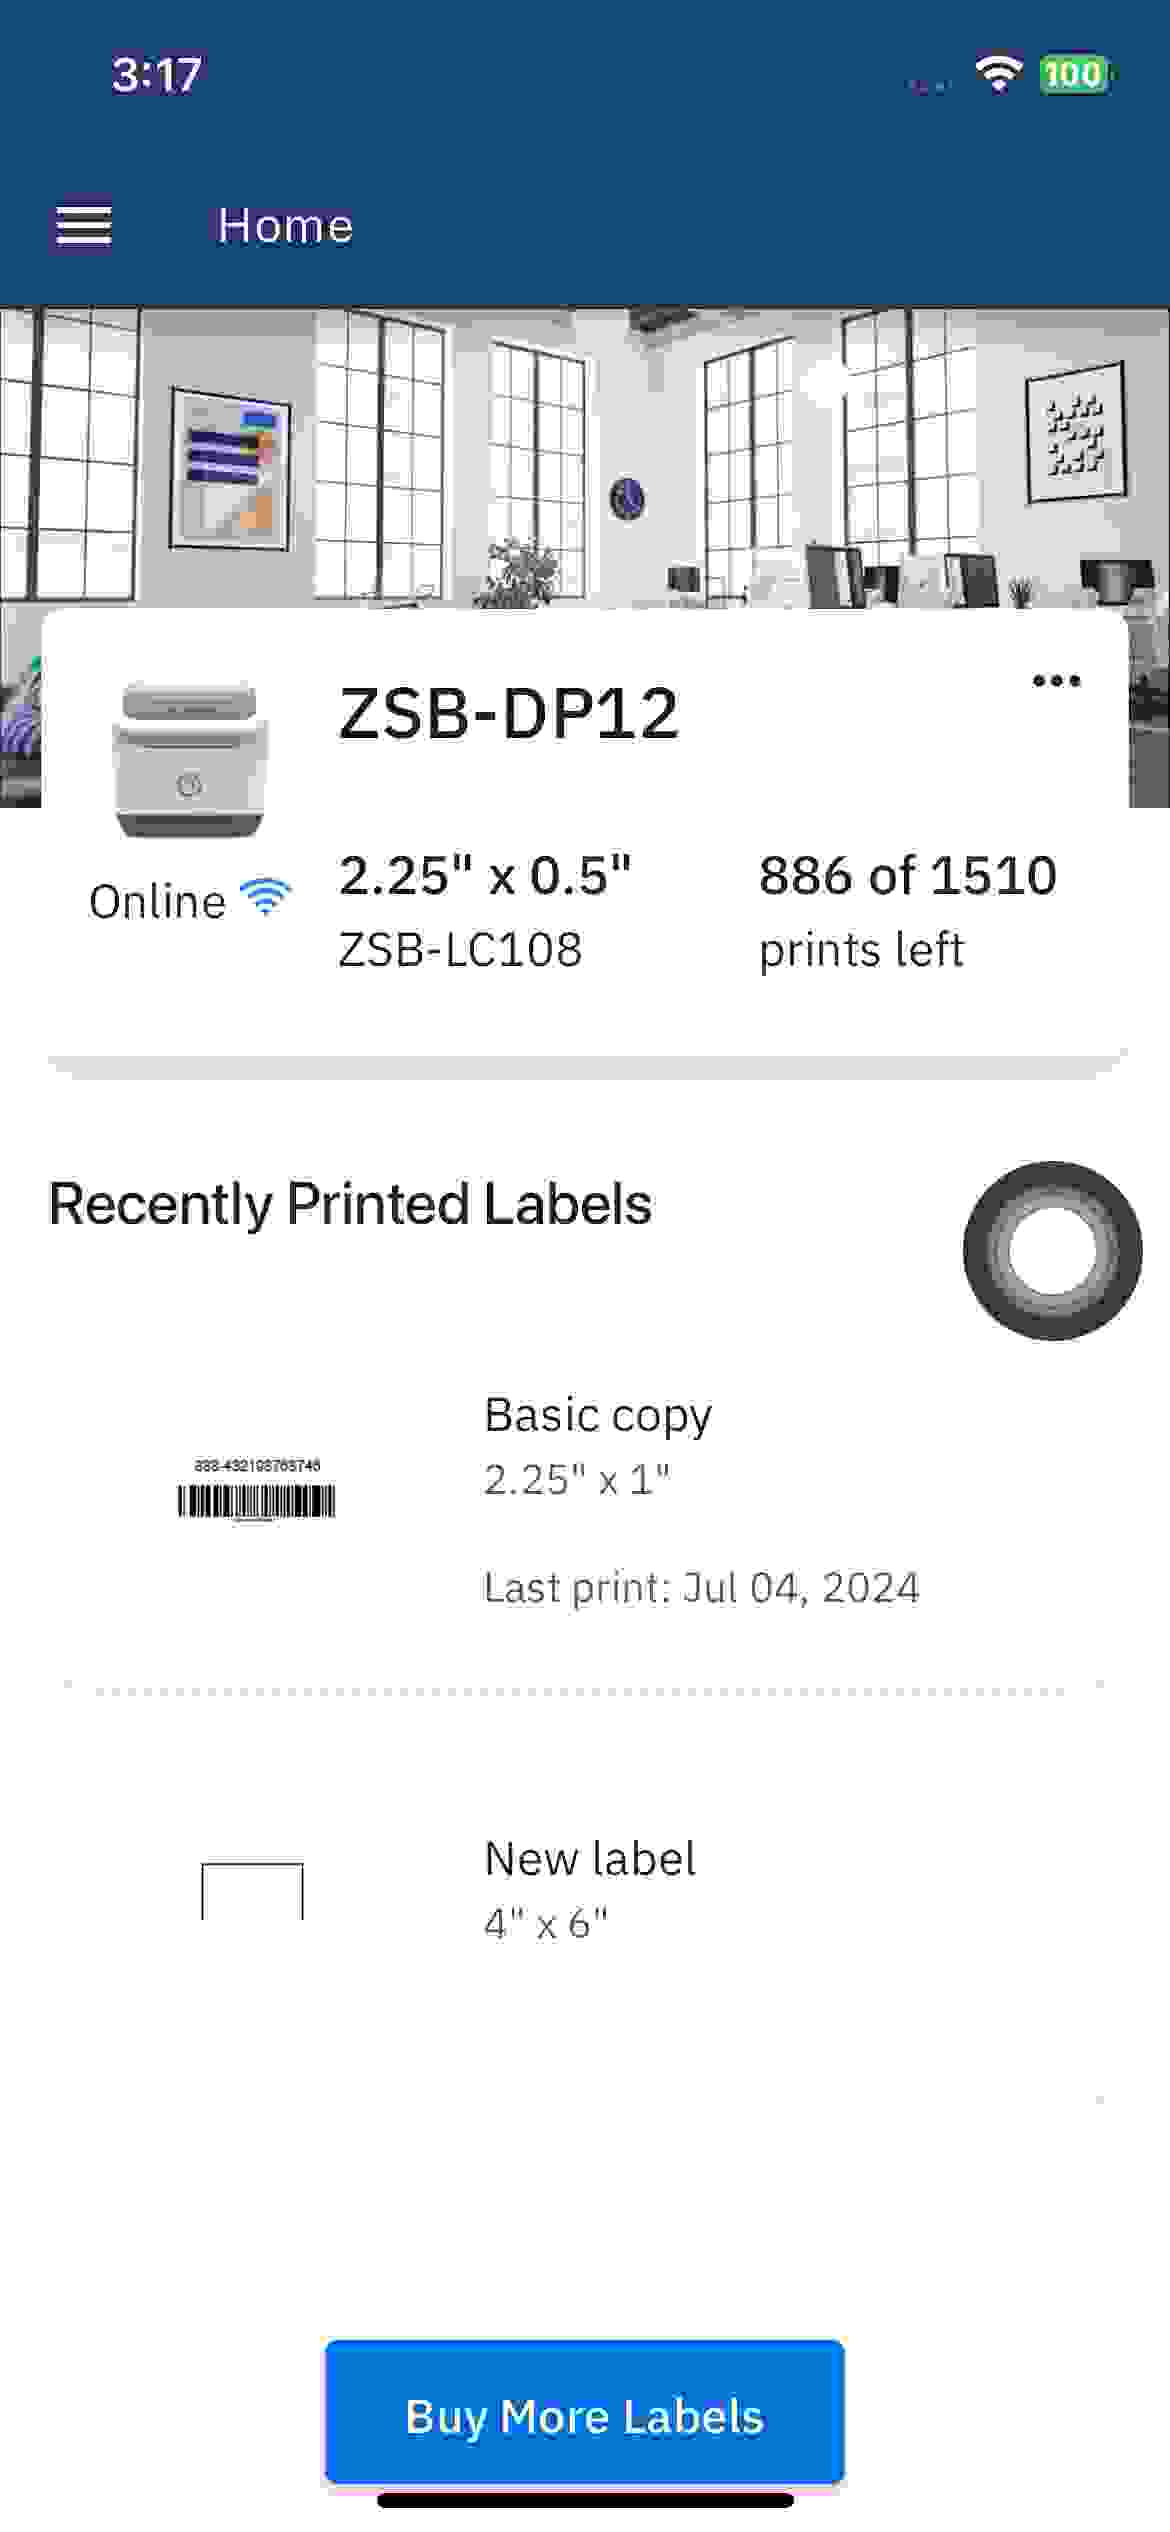 3:17
100
Home
ZSB-DP12
Online
2.25" x 0.5"
886 of 1510
ZSB-LC108
prints left
Recently Printed Labels
Basic copy
2.25" x 1"
Last print: Jul 04, 2024
New label
4" x 6"
Buy More Labels